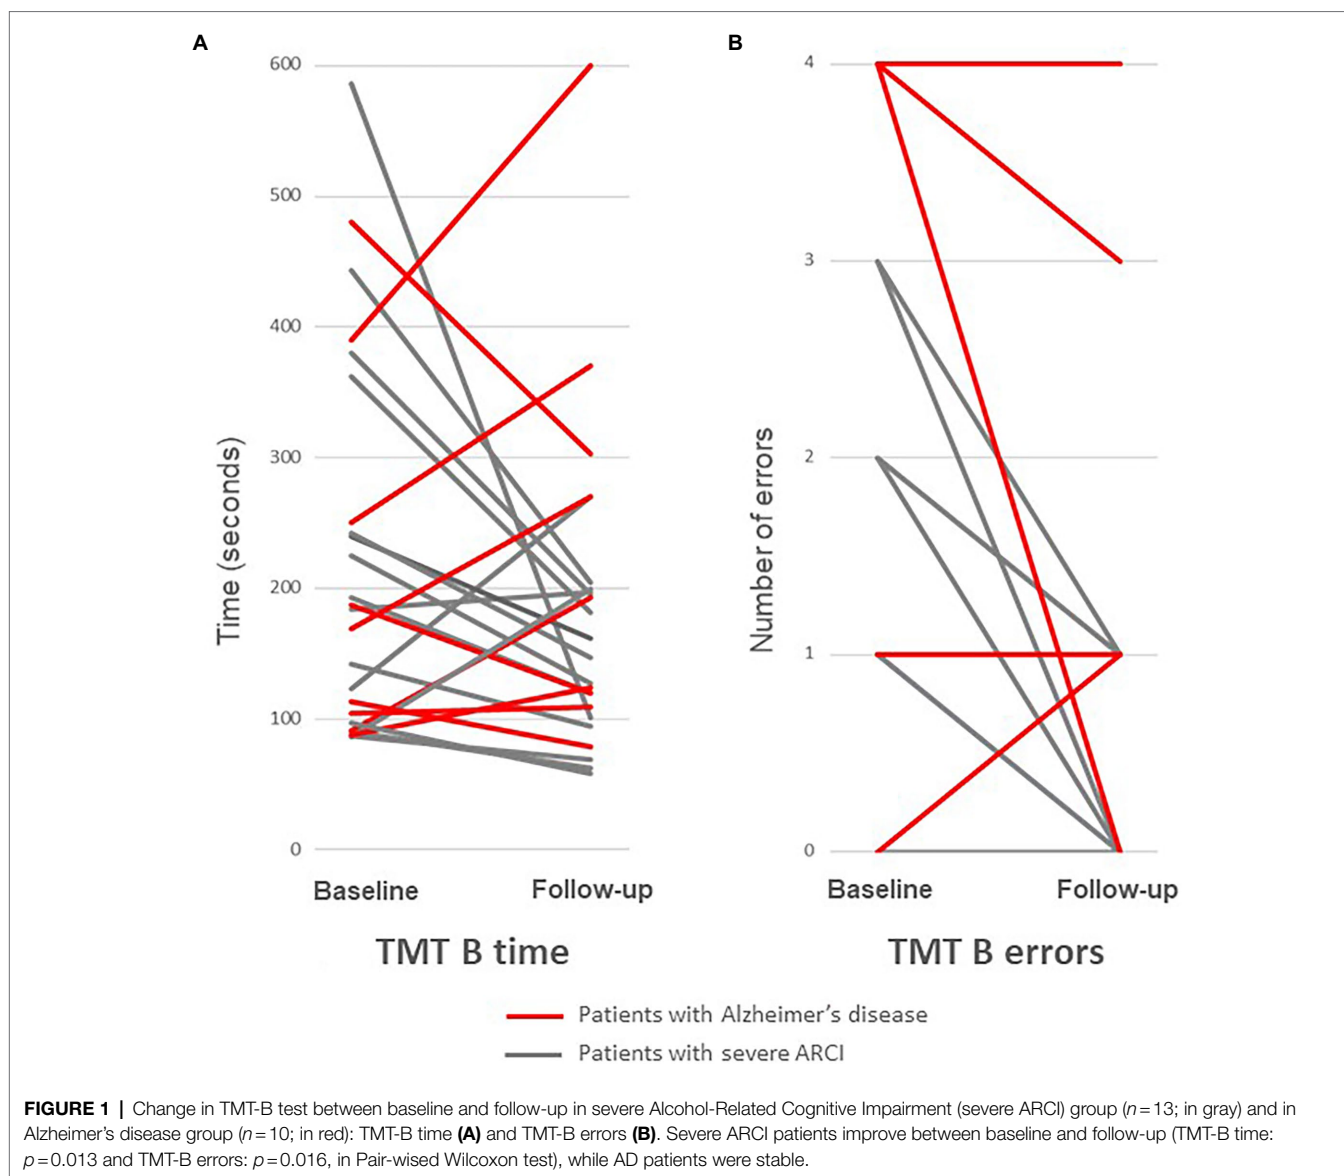 A
B
600
500
400
300
200
100
0
Time (seconds)
Baseline
Follow-up
TMT B time
4
3
2
1
0
Number of errors
Baseline
Follow-up
TMT B errors
Patients with Alzheimer's disease
Patients with severe ARCI
FIGURE 1 | Change in TMT-B test between baseline and follow-up in severe Alcohol-Related Cognitive Impairment (severe ARCI) group (n = 13; in gray) and in
Alzheimer's disease group (n = 10; in red): TMT-B time (A) and TMT-B errors (B). Severe ARCI patients improve between baseline and follow-up (TMT-B time:
p = 0.013 and TMT-B errors: p = 0.016, in Pair-wised Wilcoxon test), while AD patients were stable.